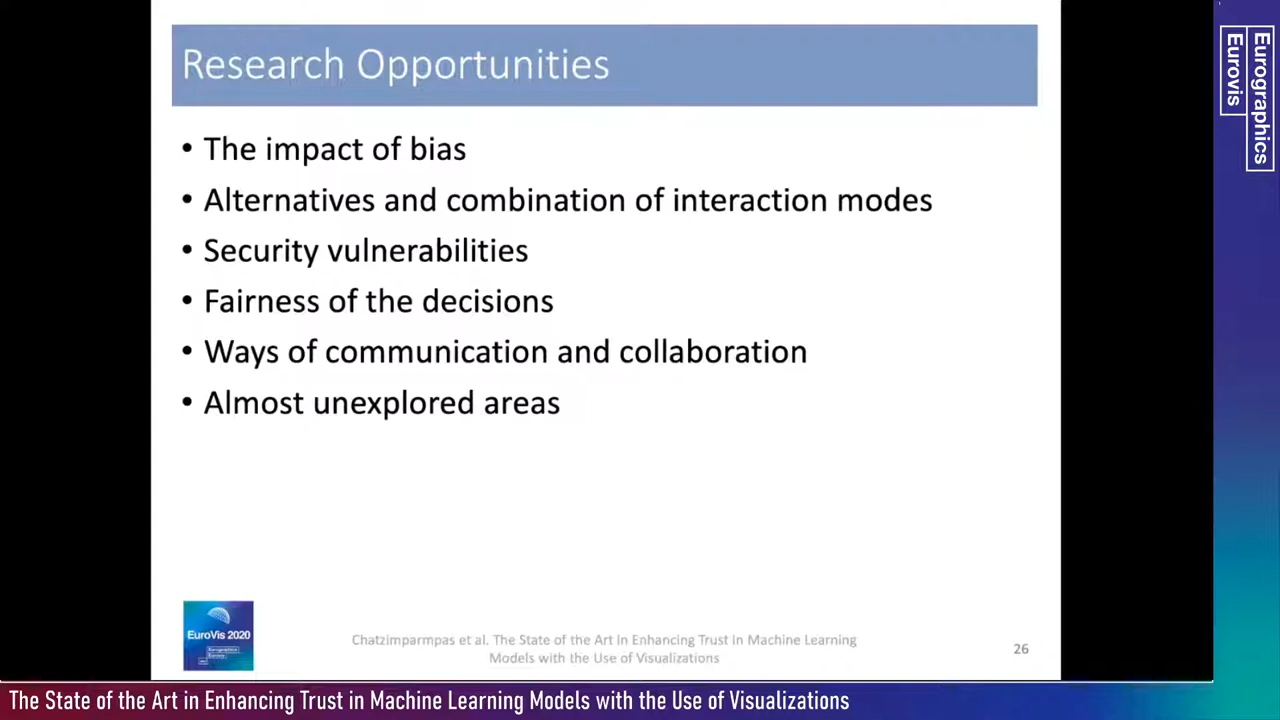 Research Opportunities
• The impact of bias
• Alternatives and combination of interaction modes
• Security vulnerabilities
• Fairness of the decisions
• Ways of communication and collaboration
• Almost unexplored areas
EuroVis 2020
Chatzimparmpas et al. The State of the Art in Enhancing Trust in Machine Learning
Models with the Use of Visualizations
26
Eurographics
Eurovis
The State of the Art in Enhancing Trust in Machine Learning Models with the Use of Visualizations